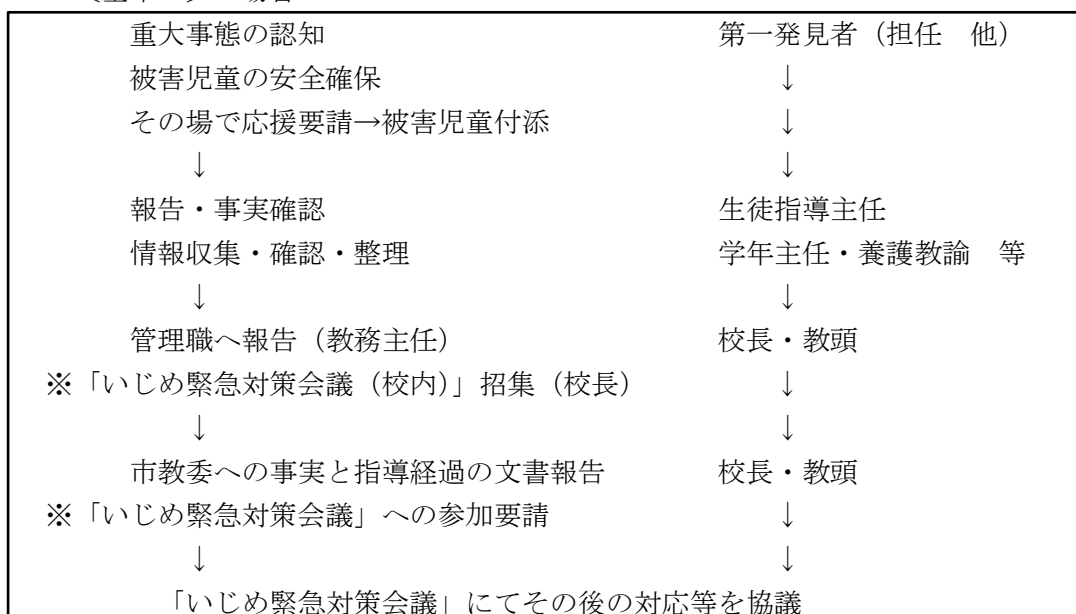 重大事態の認知　第一発見者（担任　他）
被害児童の安全確保　↓
その場で応援要請→被害児童付添　↓
↓　↓
報告・事実確認　生徒指導主任
情報収集・確認・整理　学年主任・養護教諭　等
↓　↓
管理職へ報告（教務主任）　校長・教頭
※「いじめ緊急対策会議（校内）」招集（校長）　↓
↓　↓
市教委への事実と指導経過の文書報告　校長・教頭
※「いじめ緊急対策会議」への参加要請　↓
↓　↓
「いじめ緊急対策会議」にてその後の対応等を協議